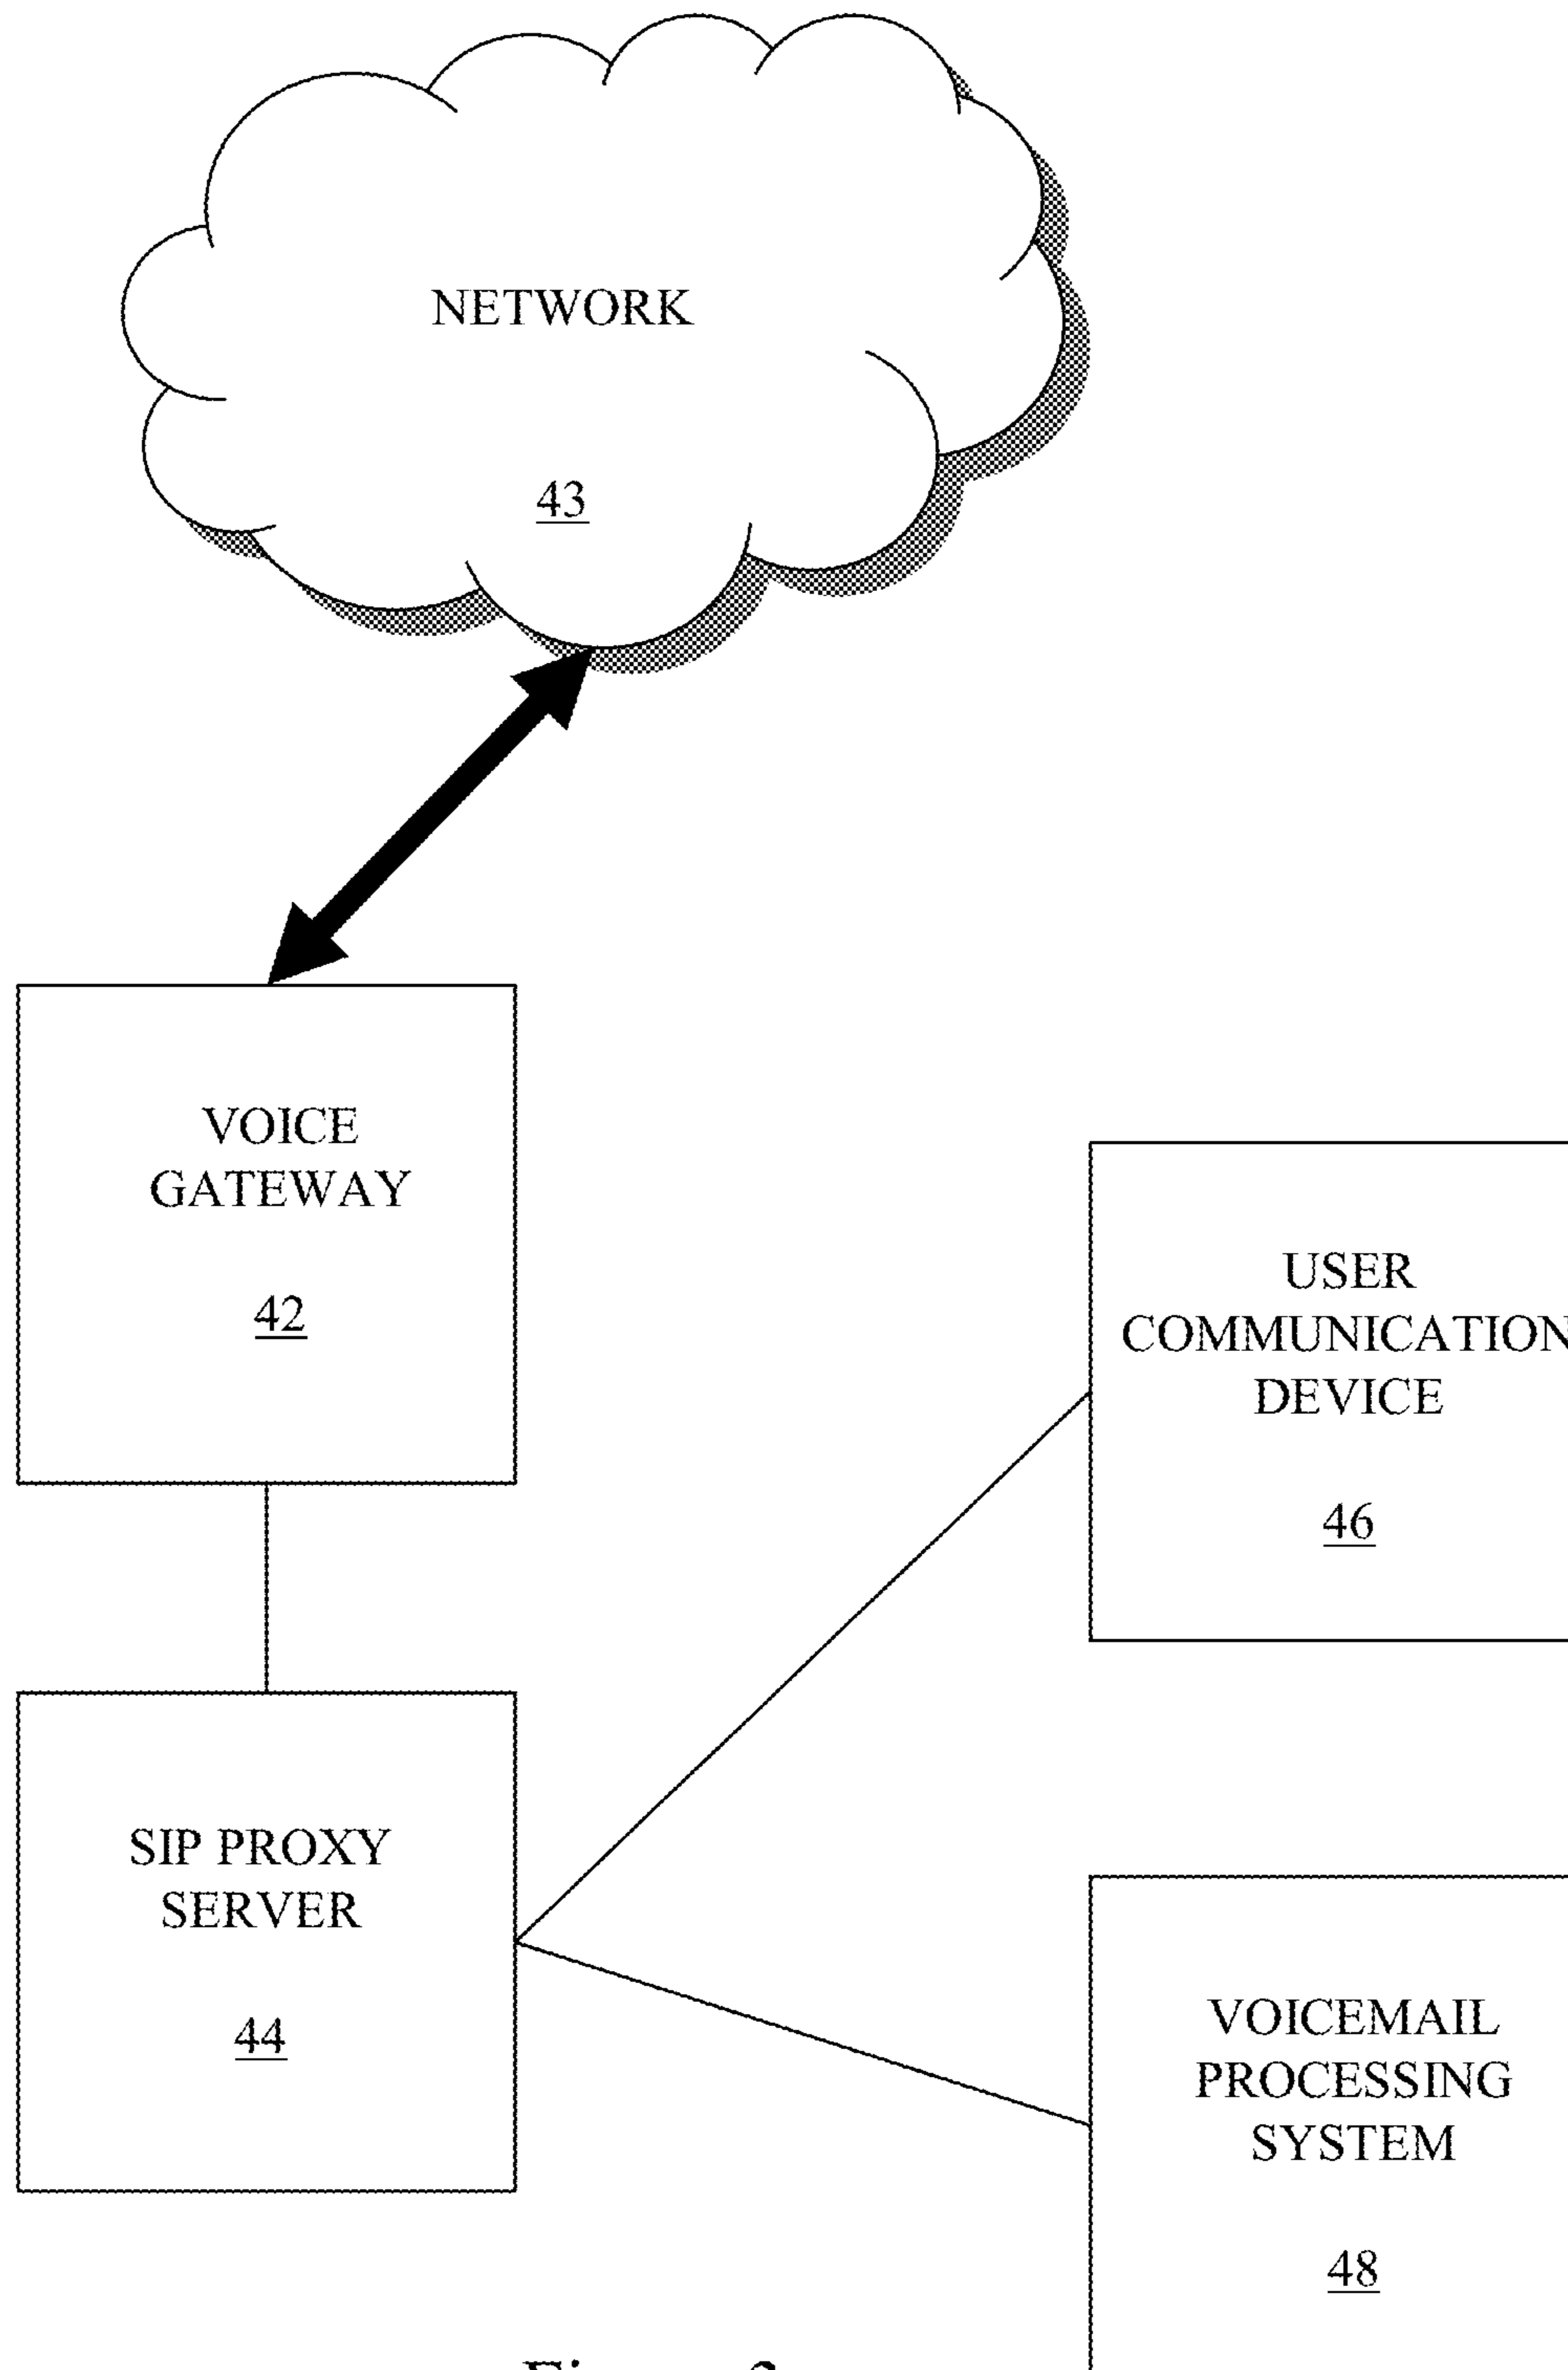 NETWORK
43
VOICE
GATEWAY
42
USER
COMMUNICATION
DEVICE
46
SIP PROXY
SERVER
44
VOICEMAIL
PROCESSING
SYSTEM
48